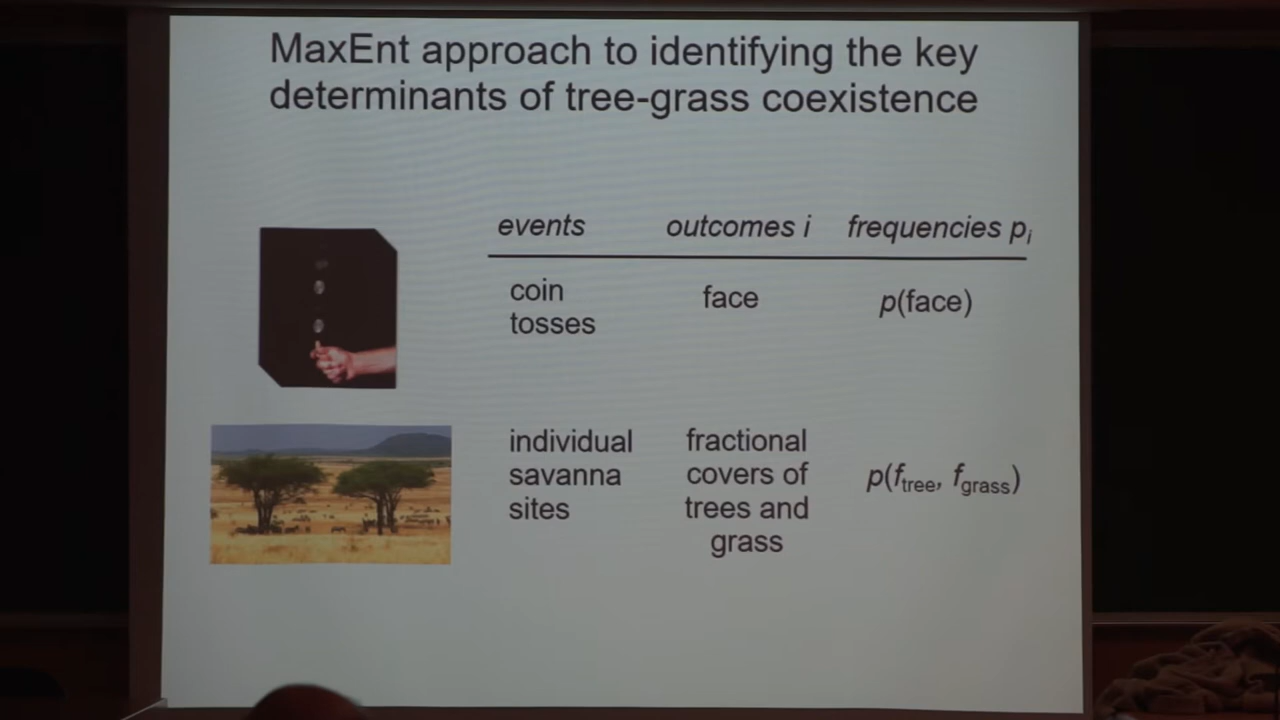 MaxEnt approach to identifying the key
determinants of tree-grass coexistence
events outcomes i frequencies pi
coin
tosses
face
p(face)
individual
savanna
sites
fractional
covers of
trees and
grass
p(ftree, fgrass)